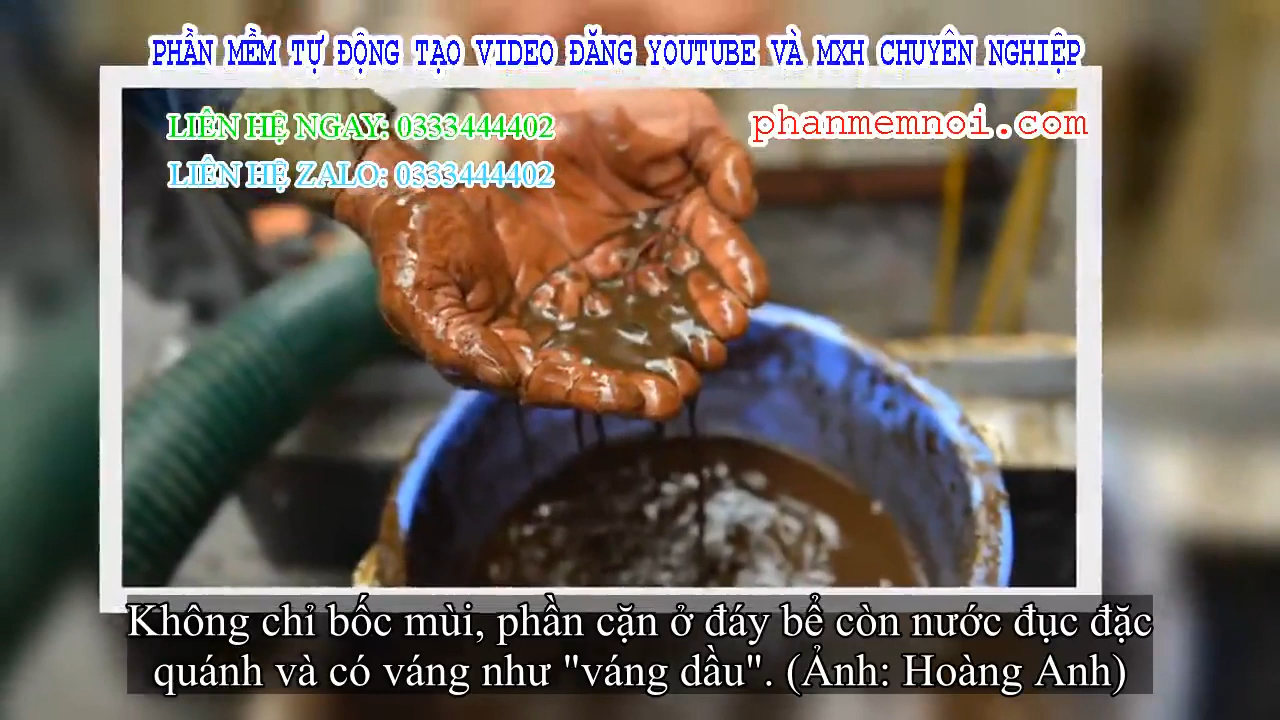 PHẦN MỀM TỰ ĐỘNG TẠO VIDEO ĐĂNG YOUTUBE VÀ MXH CHUYÊN NGHIỆP
LIÊN HỆ NGAY: 0333444402
phanmemnoi.com
LIÊN HỆ ZALO: 0333444402
Không chỉ bốc mùi, phần cặn ở đáy bể còn nước đục đặc
quánh và có váng như "váng dầu". (Ảnh: Hoàng Anh)